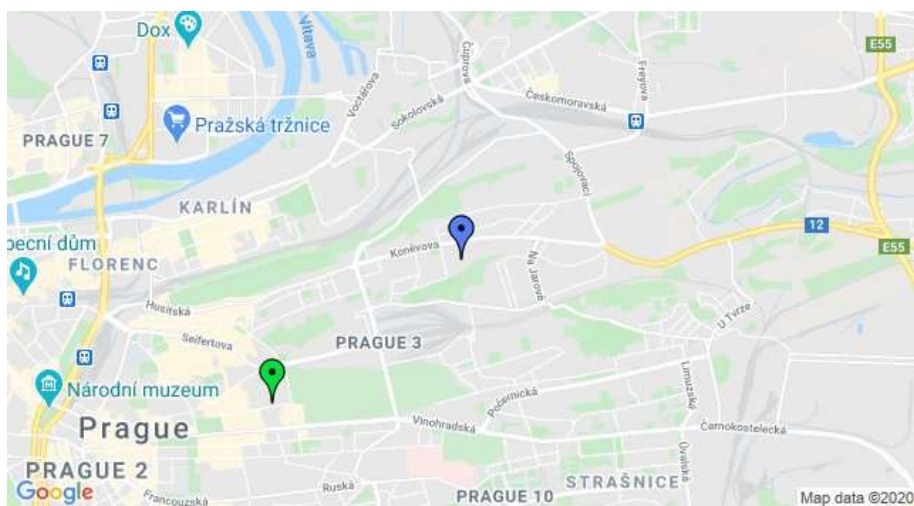 Dox
Vltava
Voctářova
Čuprova
Freyova
E55
Sokolovská
Českomoravská
Pražská tržnice
PRAGUE 7
Spojovací
KARLÍN
12
E55
Koněvova
Na Jarově
pecní dům
FLORENC
Husitská
Seifertova
PRAGUE 3
U Tvrze
Národní muzeum
Limuzská
Počernická
Vinohradská
Černokostelecká
Prague
Úvalská
PRAGUE 2
Francouzská
Ruská
PRAGUE 10
STRAŠNICE
Google
Map data ©2020